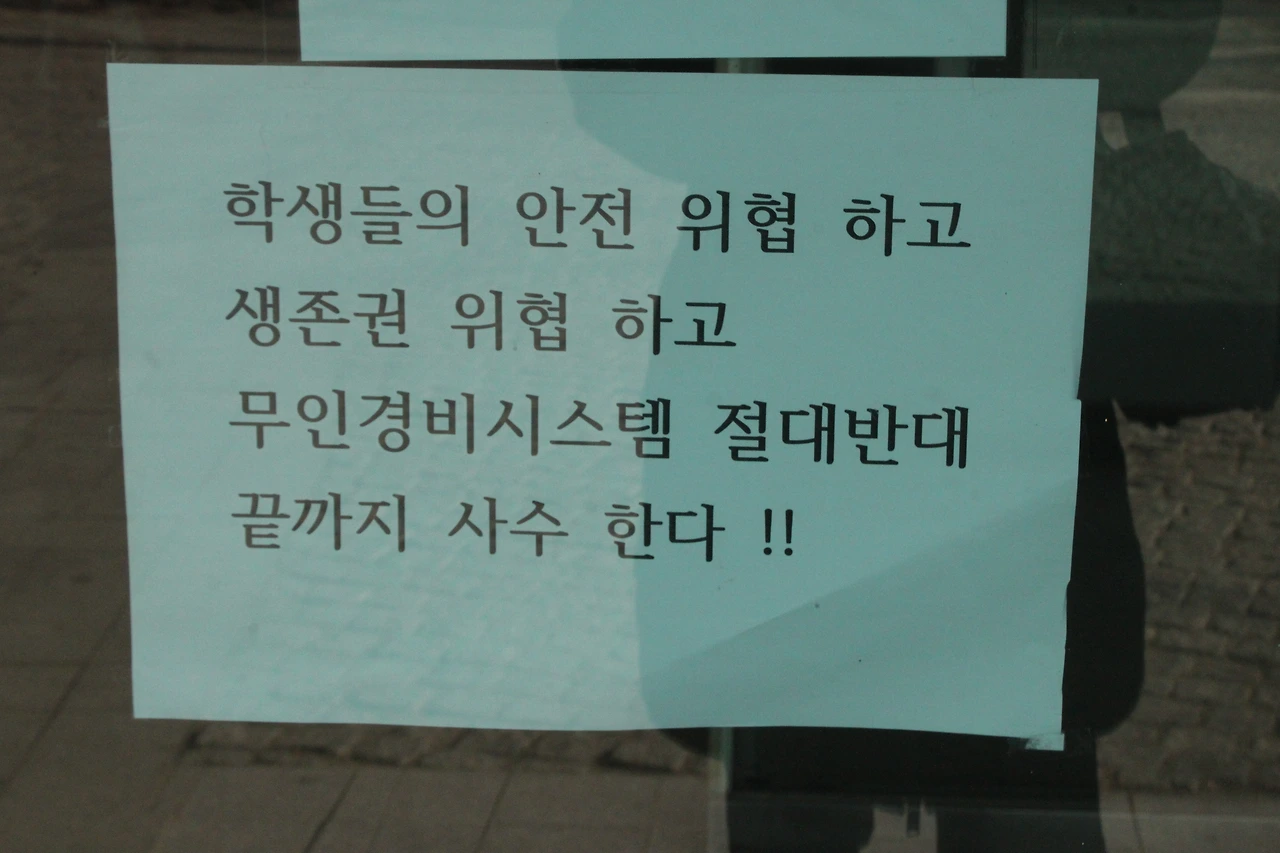 학생들의 안전 위협 하고
생존권 위협 하고
무인경비시스템 절대반대
끝까지 사수 한다 !!